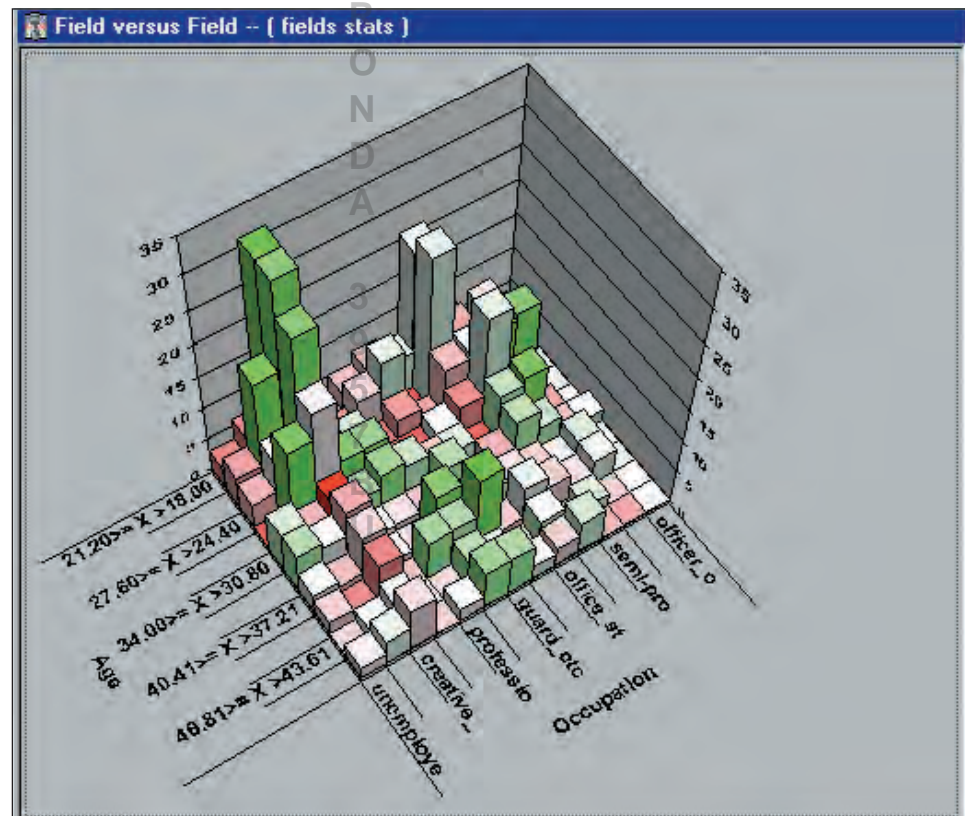 Field versus Field -- ( fields stats )
O
N
D
A
3
5
35
30
25
20
15
10
5
0
35
30
25
20
15
10
5
21.20>= X >18.00
27.60>= X >24.40
34.00>= X >30.80
40.41>= X >37.21
46.81>= X >43.61
Age
unemploye
creative_
professio
guard_etc
office_st
semi-pro
officer_o
Occupation